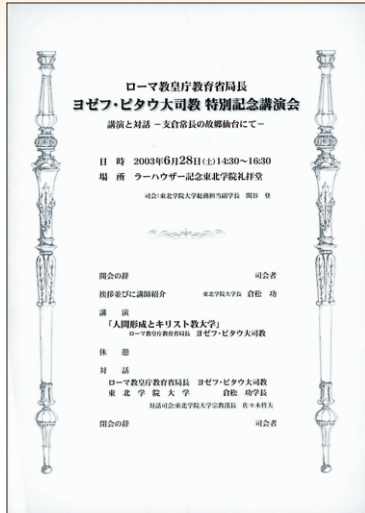 ローマ教皇庁教育省局長
ヨゼフ・ピタウ大司教 特別記念講演会
講演と対話 －支倉常長の故郷仙台にて－
日 時 2003年6月28日(土)14:30～16:30
場 所 ラーハウザー記念東北学院礼拝堂
司会:東北学院大学総務担当副学長 関谷 登
開会の辞 司会者
挨拶並びに講師紹介 東北学院大学長 倉松 功
講 演
「人間形成とキリスト教大学」
ローマ教皇庁教育省局長 ヨゼフ・ピタウ大司教
休 憩
対 話
ローマ教皇庁教育省局長 ヨゼフ・ピタウ大司教
東北学院大学 倉松 功学長
対話司会:東北学院大学宗教部長 佐々木哲夫
閉会の辞 司会者